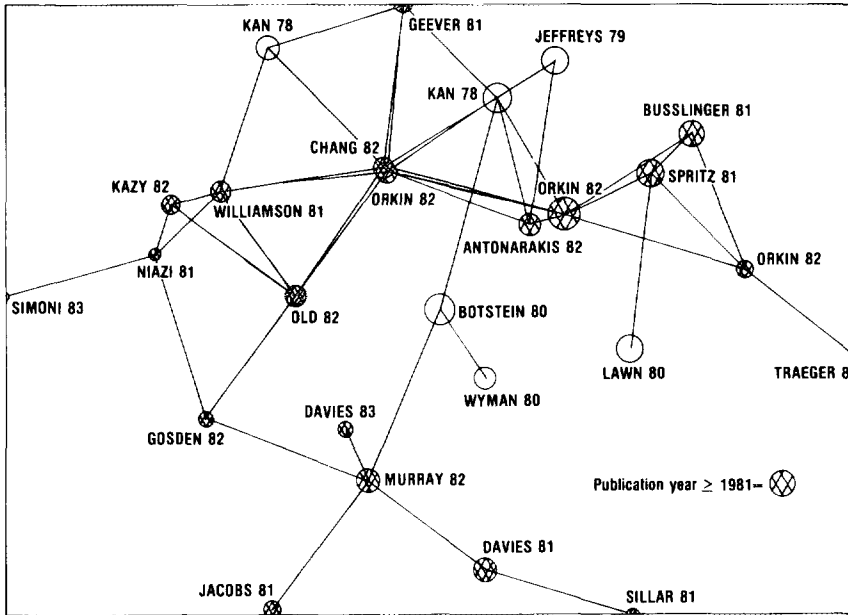 GEEVER 81
KAN 78
JEFFREYS 79
KAN 78
BUSSLINGER 81
CHANG 82
ORKIN 82
SPRITZ 81
KAZY 82
ORKIN 82
WILLIAMSON 81
ANTONARAKIS 82
ORKIN 82
NIAZI 81
SIMONI 83
OLD 82
BOTSTEIN 80
LAWN 80
TRAEGER 8
WYMAN 80
DAVIES 83
GOSDEN 82
MURRAY 82
Publication year ≥ 1981=
DAVIES 81
JACOBS 81
SILLAR 81